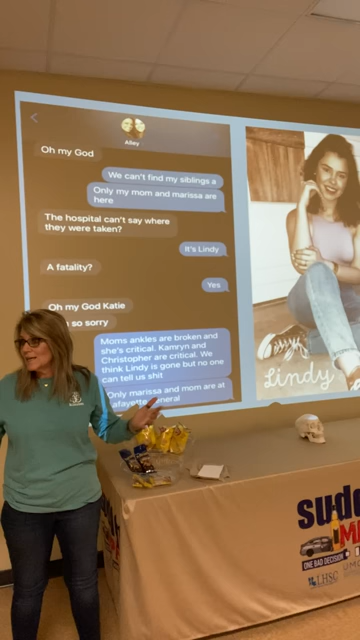 Alley
Oh my God
We can't find my siblings a
Only my mom and marissa are
here
The hospital can't say where
they were taken?
It's Lindy
A fatality?
Yes
Oh my God Katie
so sorry
Moms ankles are broken and
she's critical. Kamryn and
Christopher are critical. We
think Lindy is gone but no one
can tell us shit
Only marissa and mom are at
Lafayette General
Lindy
ONE BAD DECISION
LHSC